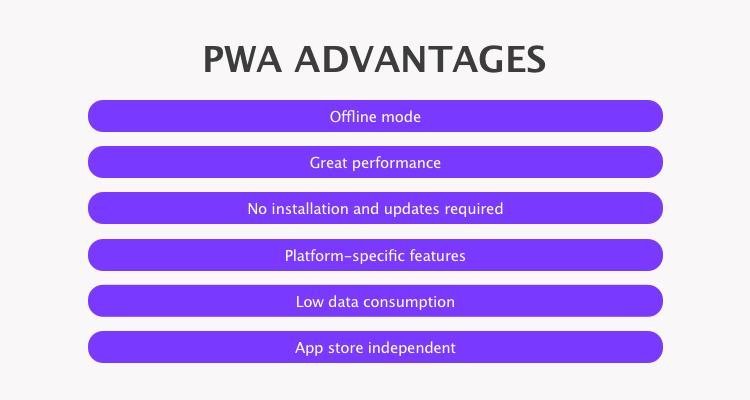 PWA ADVANTAGES
Offline mode
Great performance
No installation and updates required
Platform-specific features
Low data consumption
App store independent